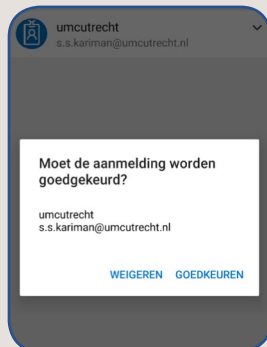 umcutrecht
s.s.kariman@umcutrecht.nl
Moet de aanmelding worden
goedgekeurd?
umcutrecht
s.s.kariman@umcutrecht.nl
WEIGEREN GOEDKEUREN